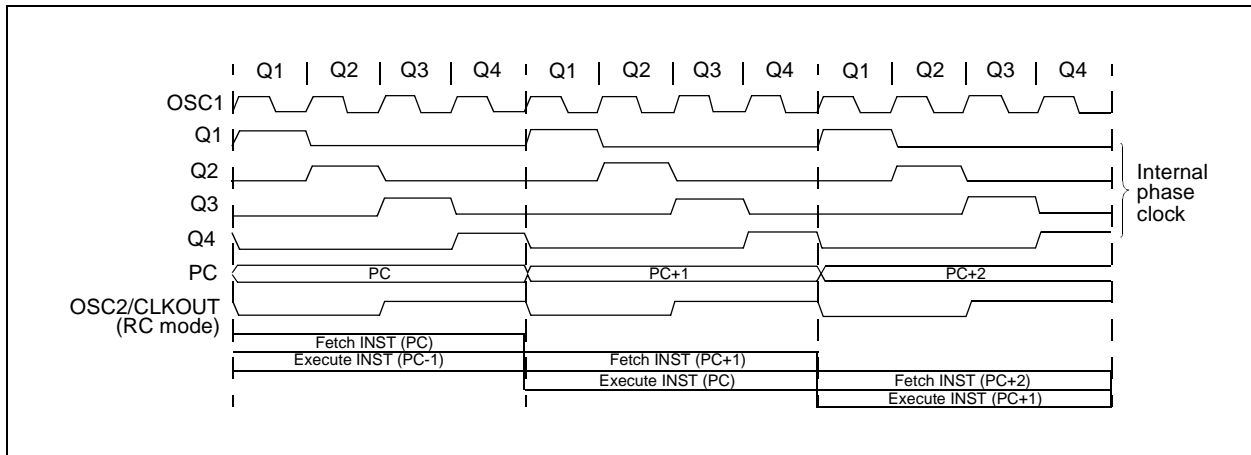 Q1 Q2 Q3 Q4 Q1 Q2 Q3 Q4 Q1 Q2 Q3 Q4
OSC1
Q1
Q2
Q3
Q4
Internal
phase
clock
PC PC PC+1 PC+2
OSC2/CLKOUT
(RC mode)
Fetch INST (PC)
Execute INST (PC-1) Fetch INST (PC+1)
Execute INST (PC) Fetch INST (PC+2)
Execute INST (PC+1)